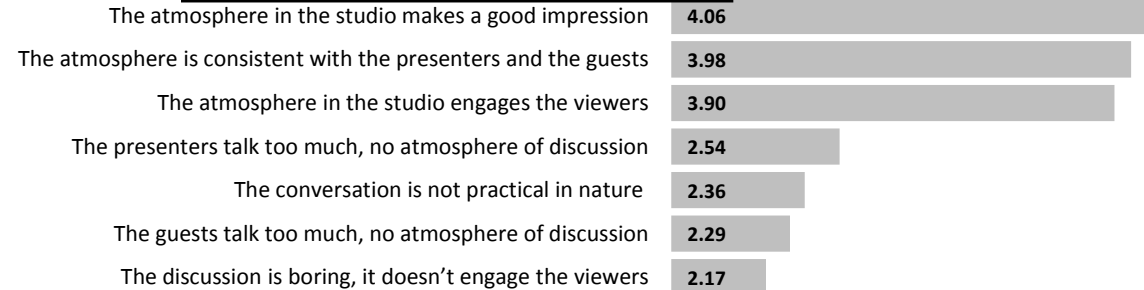 The atmosphere in the studio makes a good impression 4.06
The atmosphere is consistent with the presenters and the guests 3.98
The atmosphere in the studio engages the viewers 3.90
The presenters talk too much, no atmosphere of discussion 2.54
The conversation is not practical in nature 2.36
The guests talk too much, no atmosphere of discussion 2.29
The discussion is boring, it doesn’t engage the viewers 2.17